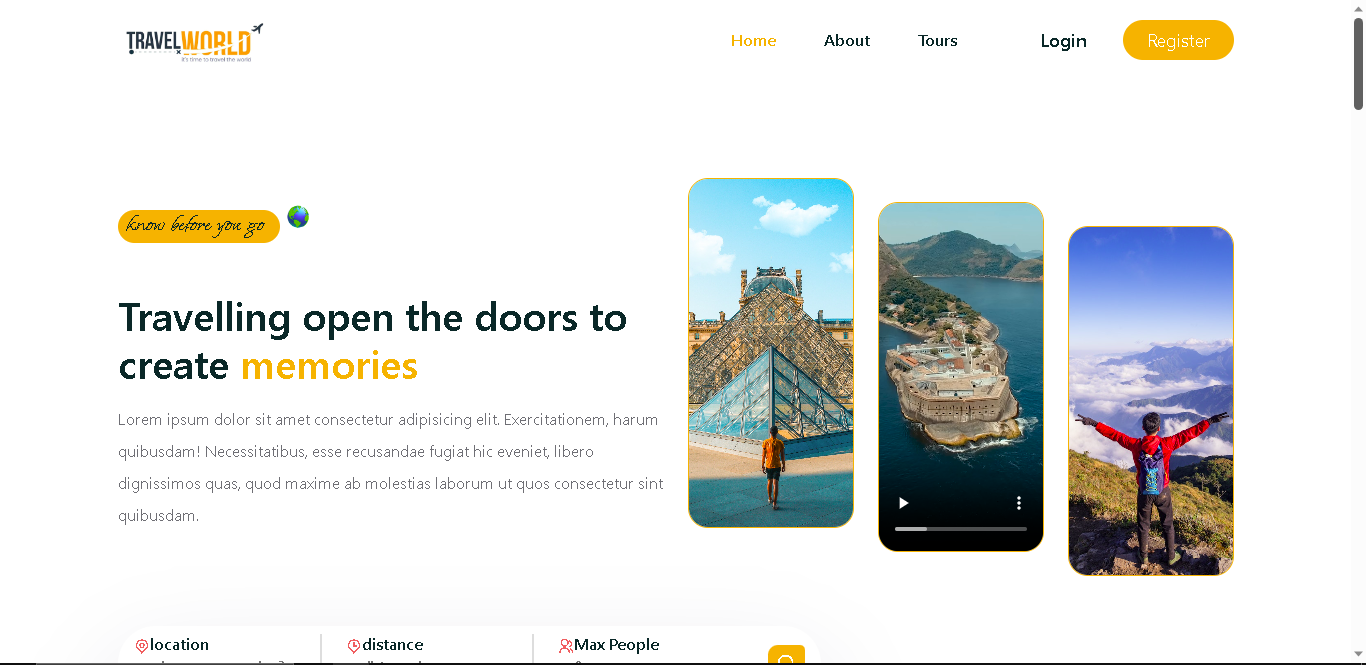 TRAVELWORLD
It's time to travel the world
Home
About
Tours
Login
Register
know before you go
Travelling open the doors to
create memories
Lorem ipsum dolor sit amet consectetur adipisicing elit. Exercitationem, harum
quibusdam! Necessitatibus, esse recusandae fugiat hic eveniet, libero
dignissimos quas, quod maxime ab molestias laborum ut quos consectetur sint
quibusdam.
location
distance
Max People